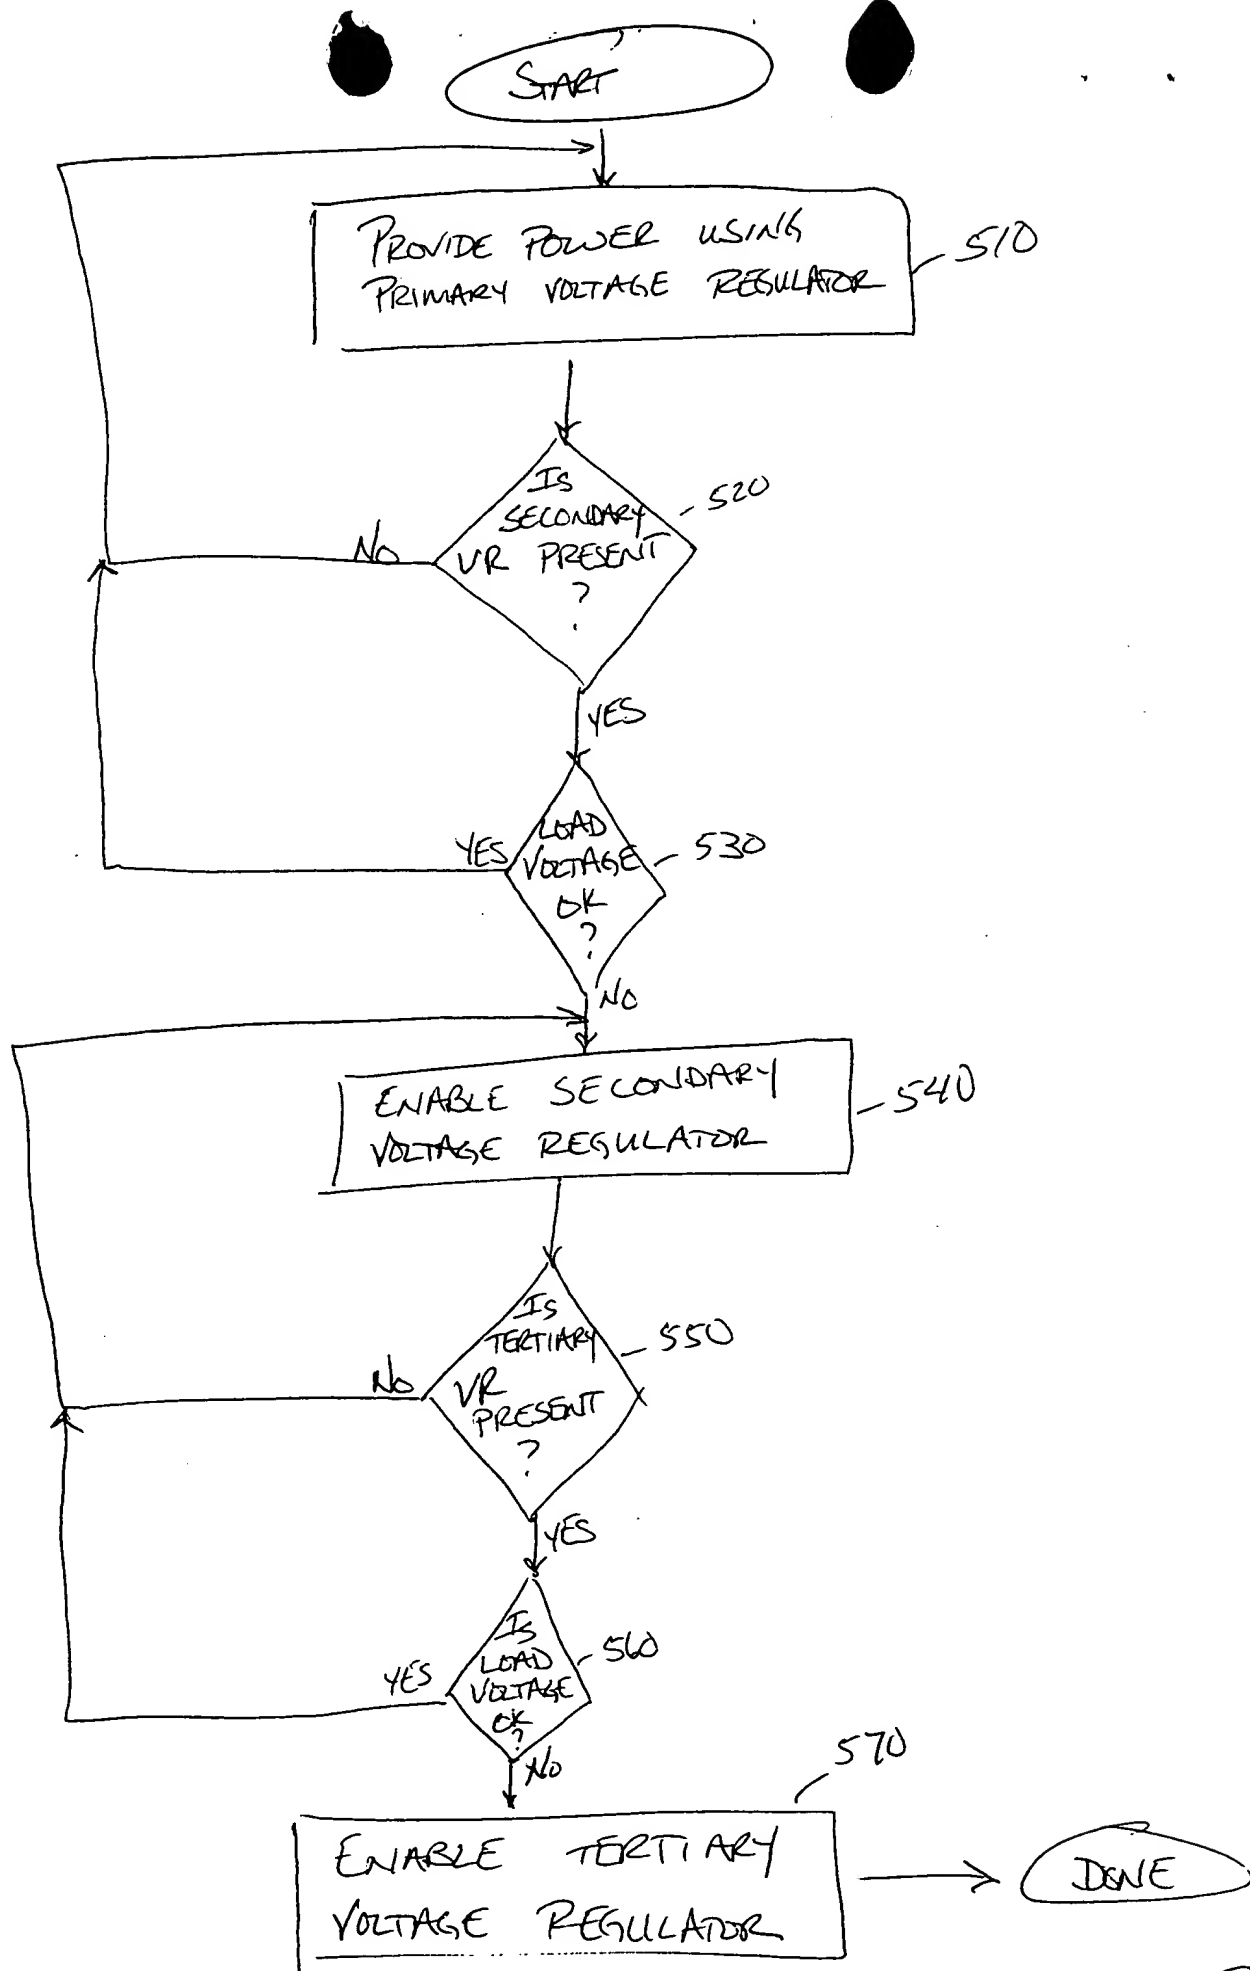 START
PROVIDE POWER USING
PRIMARY VOLTAGE REGULATOR
510
IS
SECONDARY
VR PRESENT
?
520
NO
YES
LOAD
VOLTAGE
OK
?
530
YES
NO
ENABLE SECONDARY
VOLTAGE REGULATOR
540
IS
TERTIARY
VR
PRESENT
?
550
NO
YES
IS
LOAD
VOLTAGE
OK
?
560
YES
NO
570
ENABLE TERTIARY
VOLTAGE REGULATOR
DONE